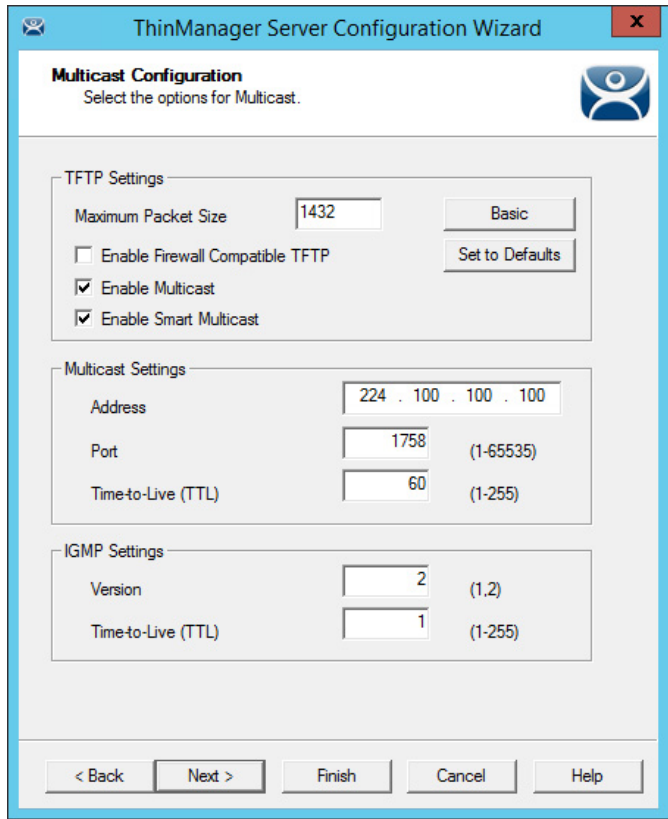 ThinManager Server Configuration Wizard
x
Multicast Configuration
Select the options for Multicast.
TFTP Settings
Maximum Packet Size 1432 Basic
Enable Firewall Compatible TFTP Set to Defaults
Enable Multicast
Enable Smart Multicast
Multicast Settings
Address 224 . 100 . 100 . 100
Port 1758 (1-65535)
Time-to-Live (TTL) 60 (1-255)
IGMP Settings
Version 2 (1,2)
Time-to-Live (TTL) 1 (1-255)
< Back Next > Finish Cancel Help